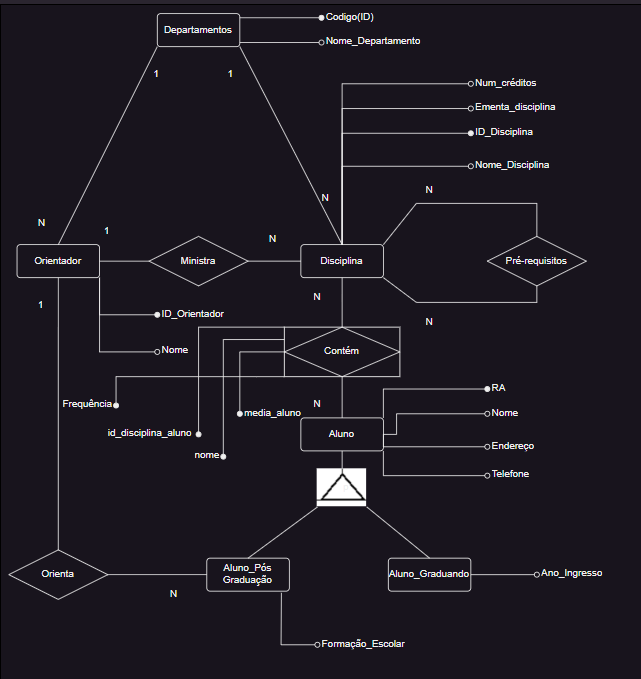 Departamentos
Codigo(ID)
Nome_Departamento
1
1
Num_créditos
Ementa_disciplina
ID_Disciplina
Nome_Disciplina
N
N
N
1
N
Orientador
Ministra
Disciplina
Pré-requisitos
1
N
N
ID_Orientador
Nome
Contém
Frequência
id_disciplina_aluno
nome
media_aluno
N
Aluno
RA
Nome
Endereço
Telefone
Orienta
N
Aluno_Pós
Graduação
Aluno_Graduando
Ano_Ingresso
Formação_Escolar